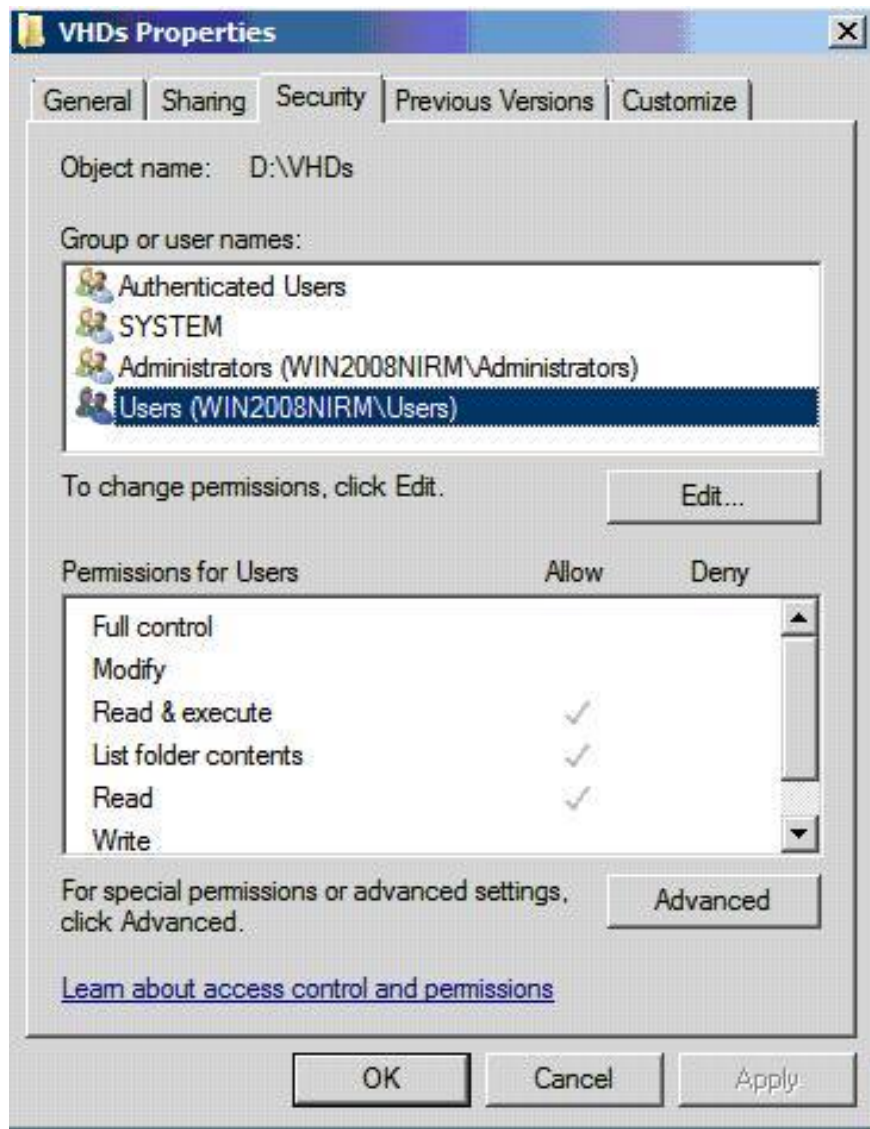 VHDs Properties
General Sharing Security Previous Versions Customize
Object name: D:\VHDs
Group or user names:
Authenticated Users
SYSTEM
Administrators (WIN2008NIRM\Administrators)
Users (WIN2008NIRM\Users)
To change permissions, click Edit.
Edit...
Permissions for Users Allow Deny
Full control
Modify
Read & execute
List folder contents
Read
Write
For special permissions or advanced settings,
click Advanced.
Advanced
Learn about access control and permissions
OK Cancel Apply